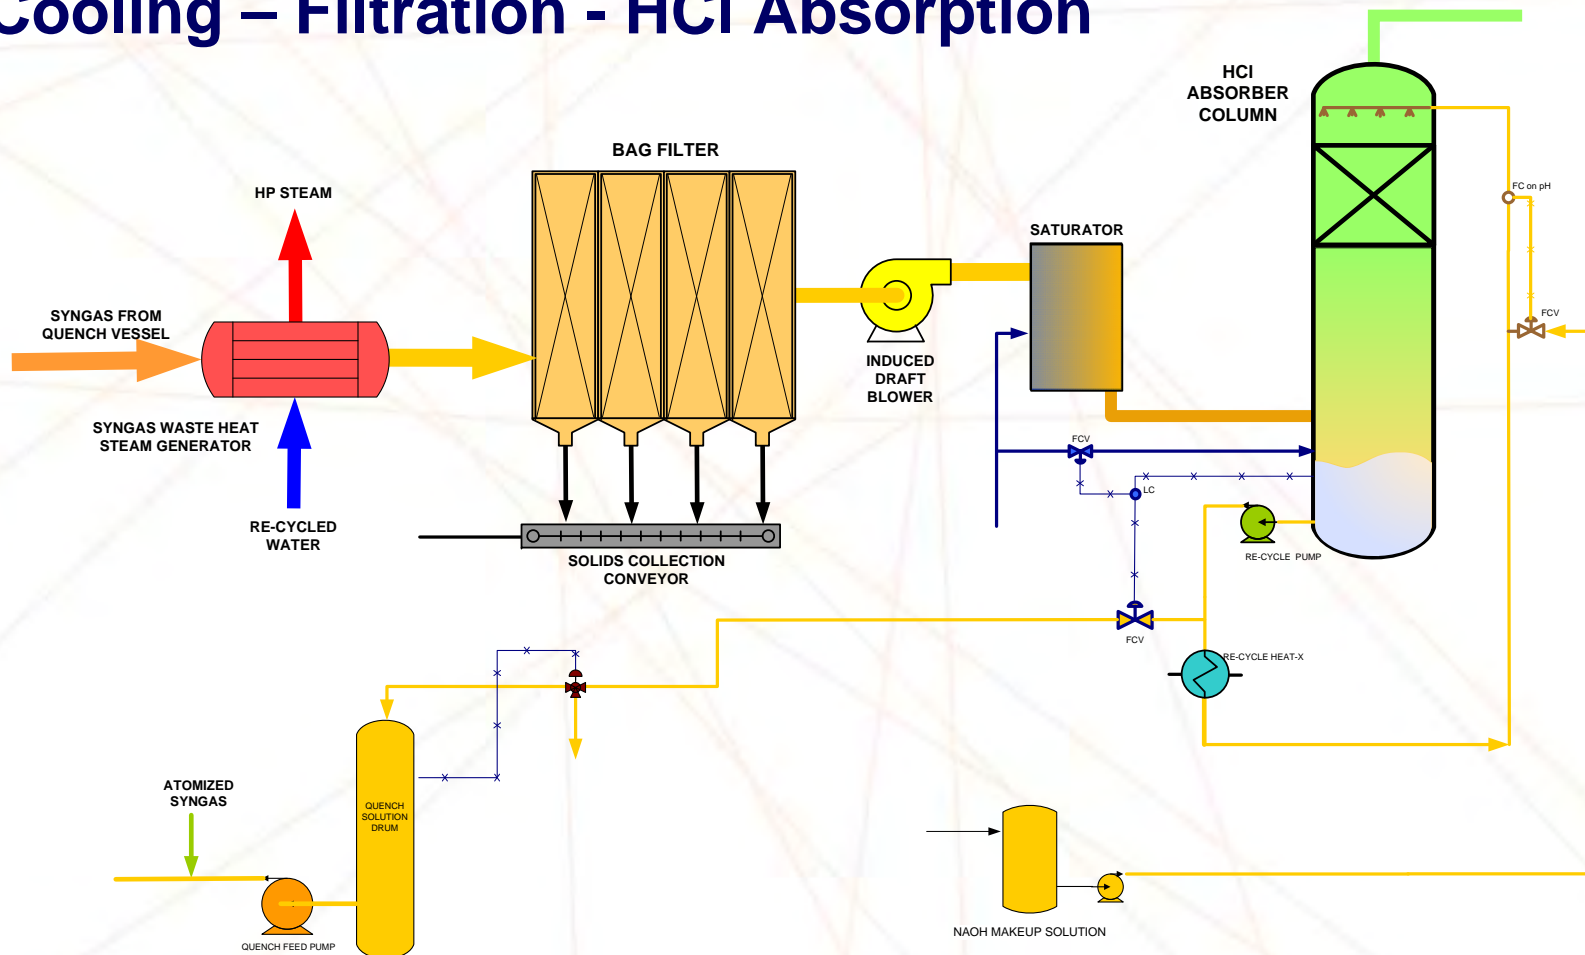 Cooling – Filtration - HCl Absorption
HCl
ABSORBER
COLUMN
BAG FILTER
HP STEAM
FC on pH
SATURATOR
SYNGAS FROM
QUENCH VESSEL
FCV
INDUCED
DRAFT
BLOWER
SYNGAS WASTE HEAT
STEAM GENERATOR
FCV
LC
RE-CYCLED
WATER
RE-CYCLE PUMP
SOLIDS COLLECTION
CONVEYOR
FCV
RE-CYCLE HEAT-X
ATOMIZED
SYNGAS
QUENCH
SOLUTION
DRUM
QUENCH FEED PUMP
NAOH MAKEUP SOLUTION